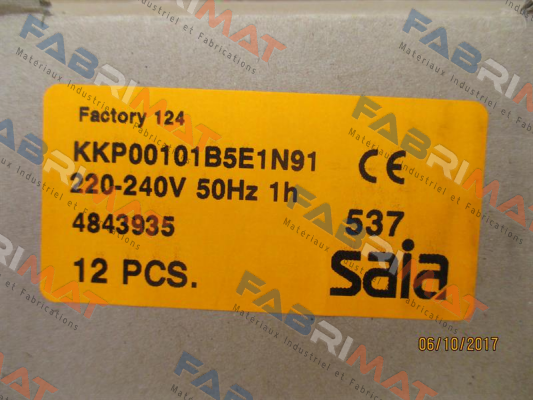 Factory 124
KKP00101B5E1N91
CE
220-240V 50Hz 1h
4843935
537
12 PCS.
saia
06/10/2017
FABRIMAT
Matériaux Industriel et Fabrications